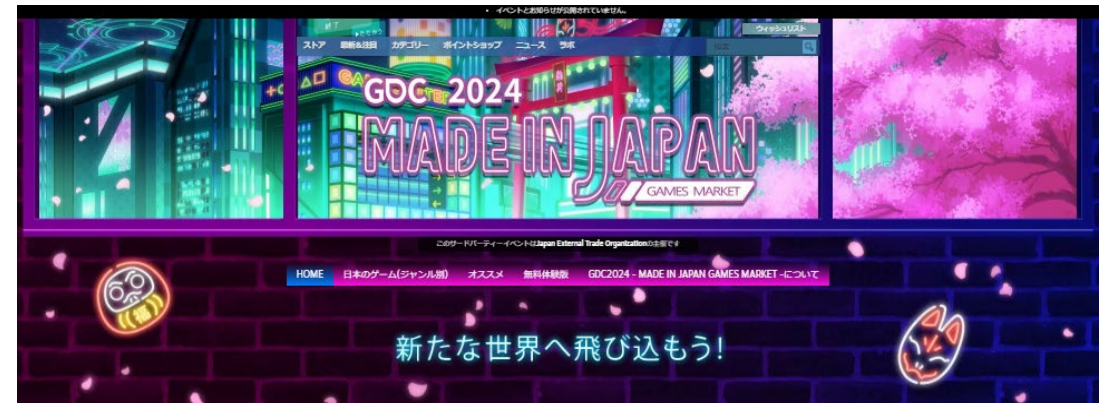 • イベントとお知らせが公開されていません。
終了
ウィッシュリスト
ストア 最新&注目 カテゴリー ポイントショップ ニュース ラボ
GDC 2024
MADE IN JAPAN
GAMES MARKET
このサードパーティーイベントはJapan External Trade Organizationの主催です
HOME 日本のゲーム(ジャンル別) オススメ 無料体験版 GDC2024 - MADE IN JAPAN GAMES MARKET -について
福
新たな世界へ飛び込もう!